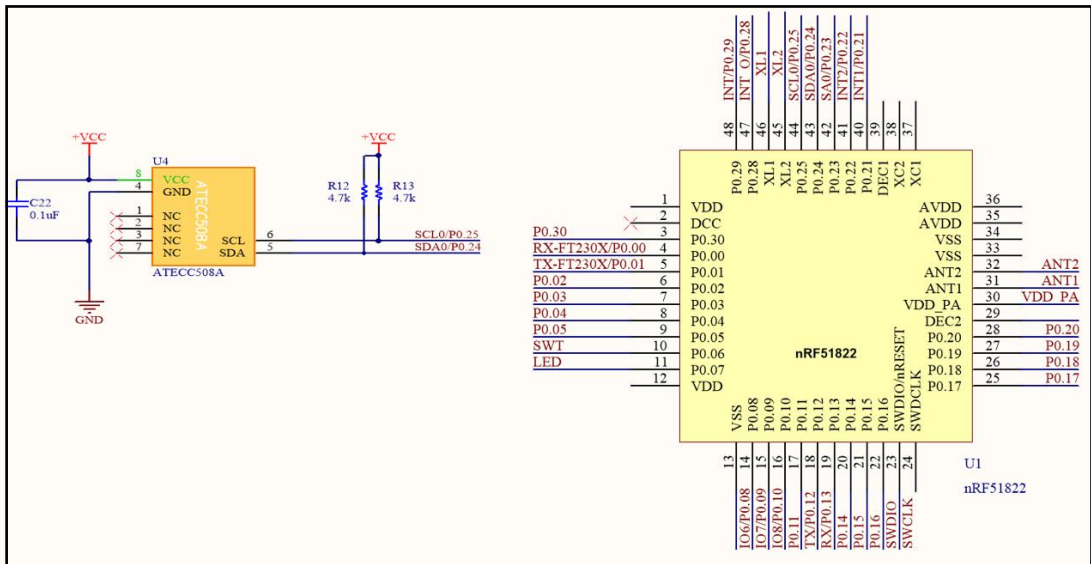 +VCC
U4
8 VCC
4 GND
1 NC
2 NC
3 NC
7 NC
ATECC508A
SCL 6
SDA 5
ATECC508A
C22
0.1uF
GND
+VCC
R12
4.7k
R13
4.7k
SCL0/P0.25
SDA0/P0.24
INT/P0.29
INT_O/P0.28
XL1
XL2
SCL0/P0.25
SDA0/P0.24
SA0/P0.23
INT2/P0.22
INT1/P0.21
48 47 46 45 44 43 42 41 40 39 38 37
P0.29
P0.28
XL1
XL2
P0.25
P0.24
P0.23
P0.22
P0.21
DEC1
XC2
XC1
1 VDD
2 DCC
P0.30 3 P0.30
RX-FT230X/P0.00 4 P0.00
TX-FT230X/P0.01 5 P0.01
P0.02 6 P0.02
P0.03 7 P0.03
P0.04 8 P0.04
P0.05 9 P0.05
SWT 10 P0.06
LED 11 P0.07
12 VDD
nRF51822
AVDD 36
AVDD 35
VSS 34
VSS 33
ANT2 32 ANT2
ANT1 31 ANT1
VDD_PA 30 VDD_PA
DEC2 29
P0.20 28 P0.20
P0.19 27 P0.19
P0.18 26 P0.18
P0.17 25 P0.17
VSS
P0.08
P0.09
P0.10
P0.11
P0.12
P0.13
P0.14
P0.15
P0.16
SWDIO/nRESET
SWDCLK
13 14 15 16 17 18 19 20 21 22 23 24
IO6/P0.08
IO7/P0.09
IO8/P0.10
P0.11
TX/P0.12
RX/P0.13
P0.14
P0.15
P0.16
SWDIO
SWCLK
U1
nRF51822